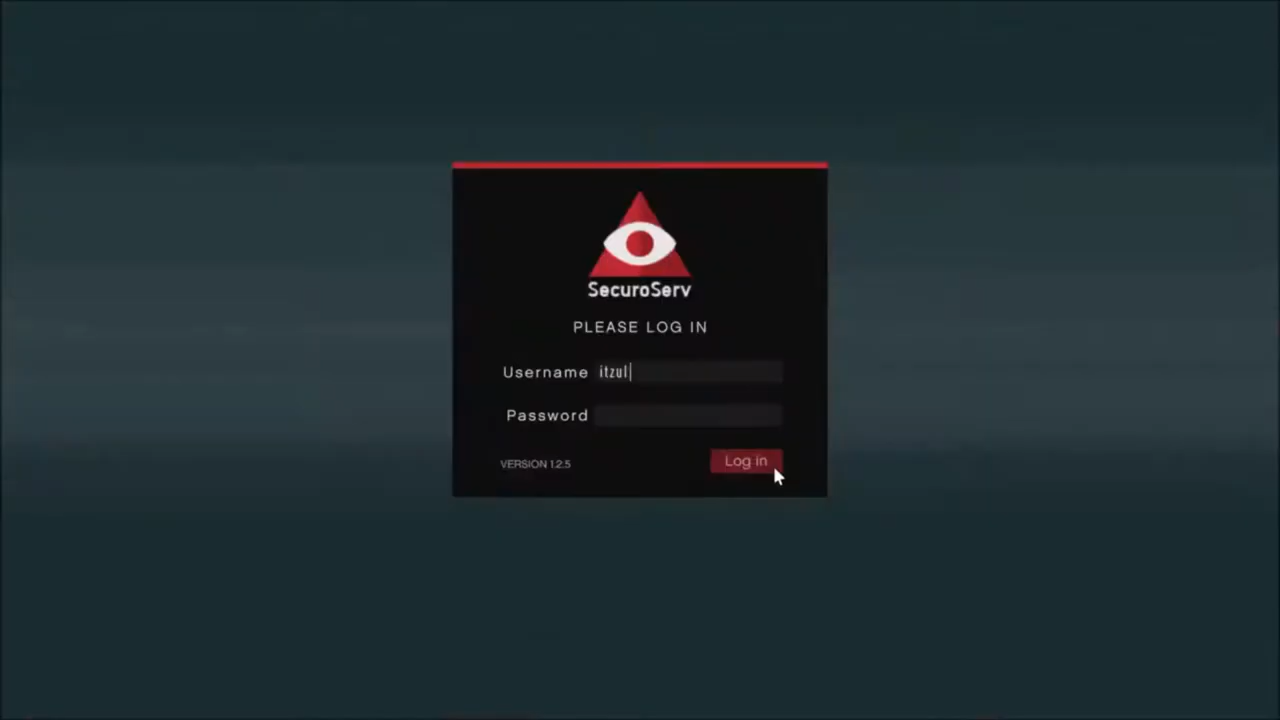 SecuroServ
PLEASE LOG IN
Username itzul
Password
VERSION 1.2.5 Log in